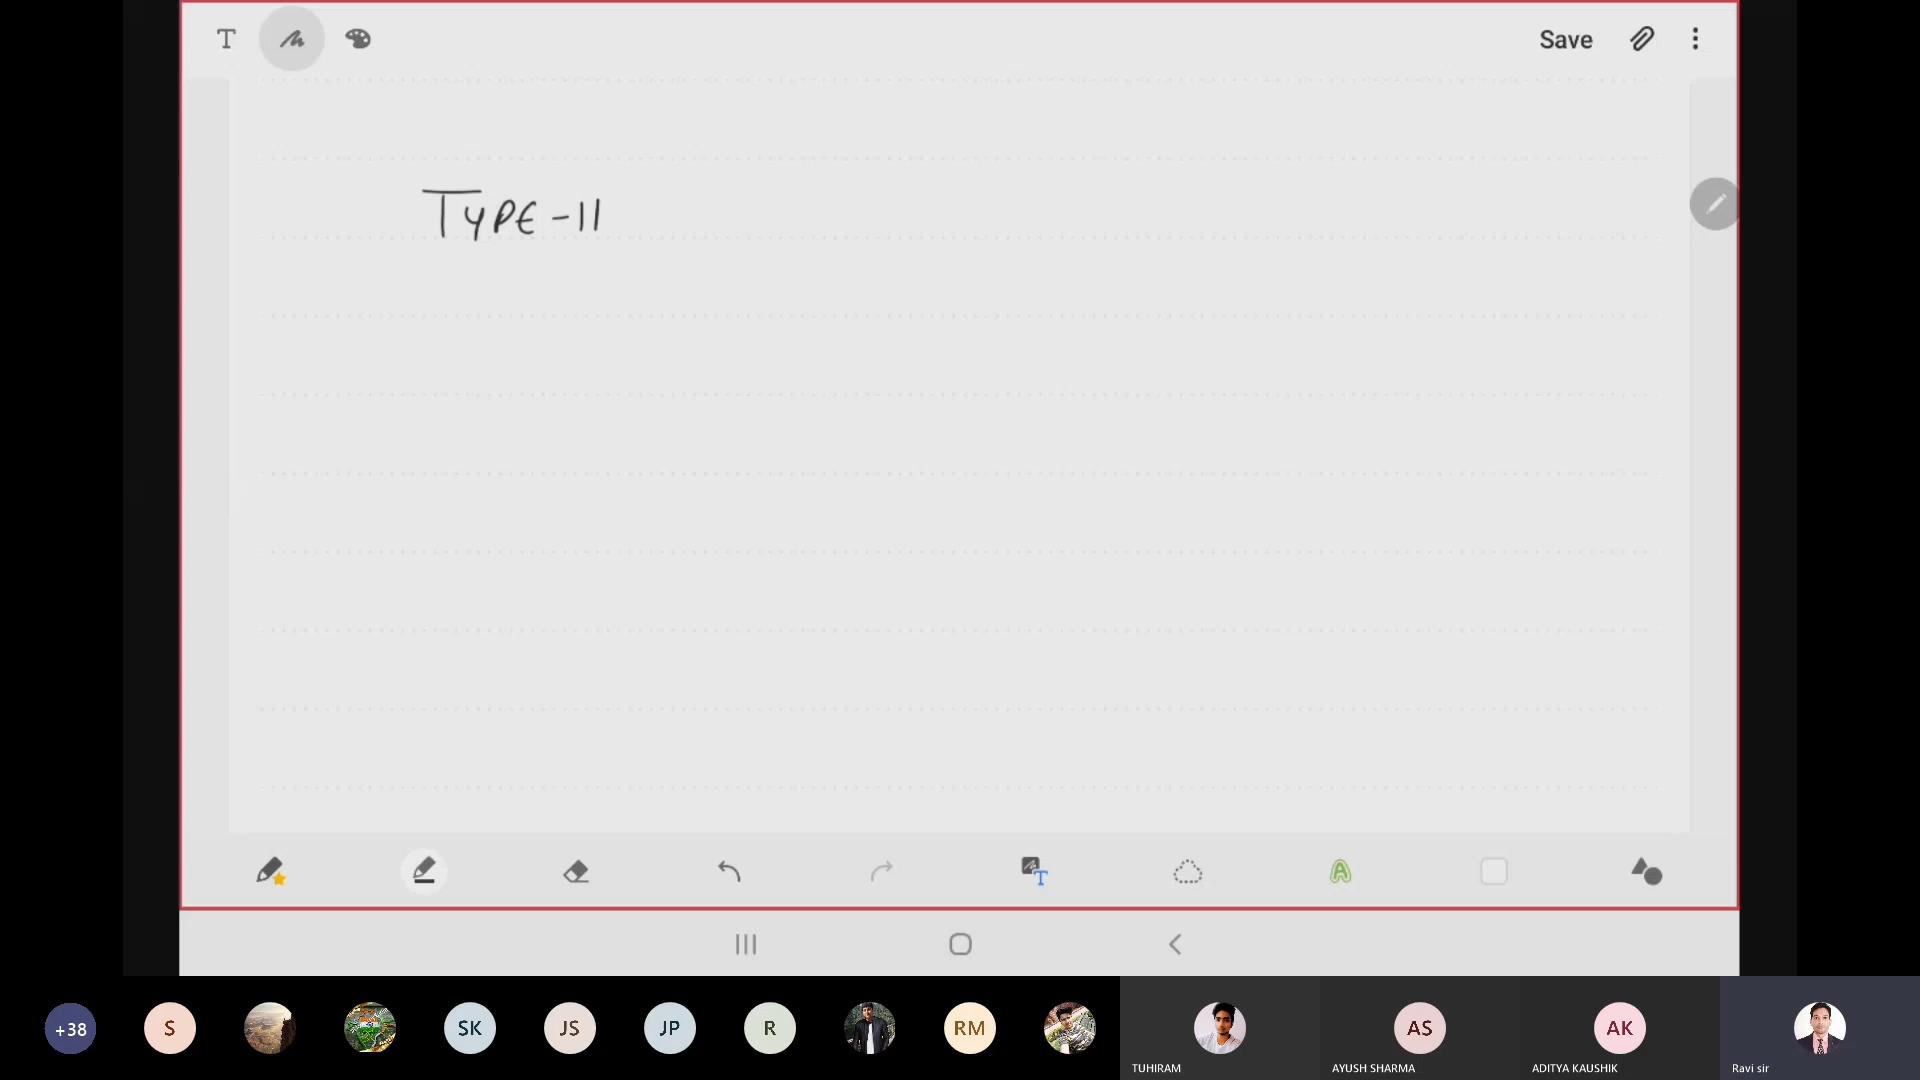 T
Save
TYPE-II
T
A
+38
S
SK
JS
JP
R
RM
AS
AK
TUHIRAM
AYUSH SHARMA
ADITYA KAUSHIK
Ravi sir